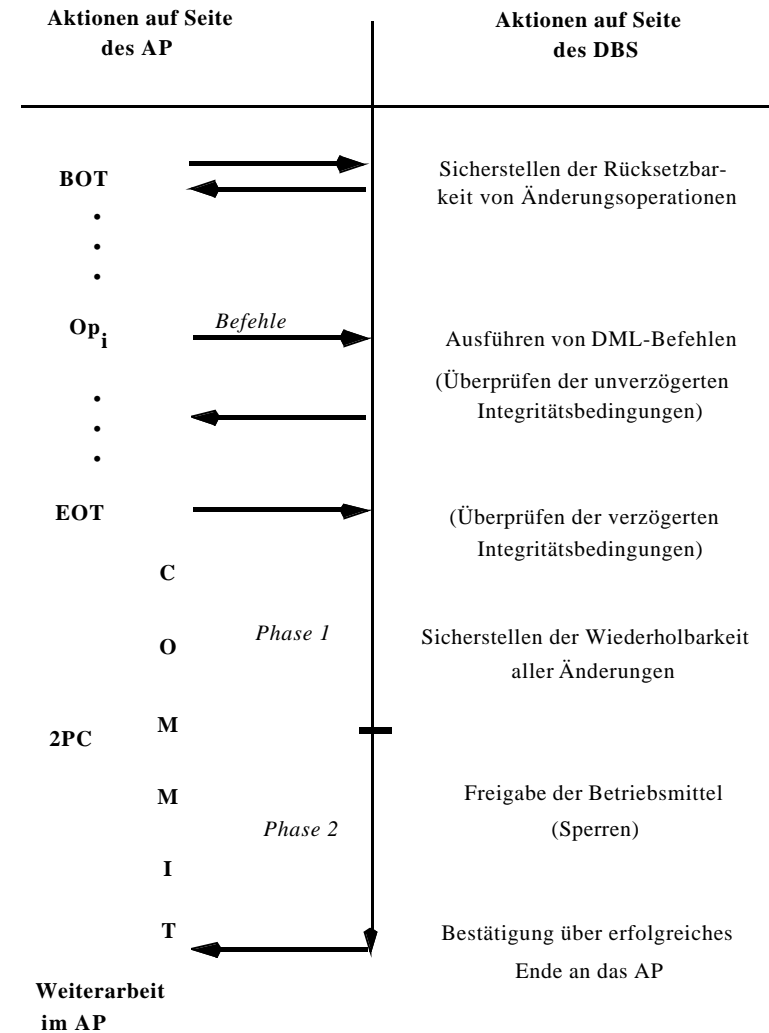 Aktionen auf Seite
des AP
Aktionen auf Seite
des DBS
BOT
Sicherstellen der Rücksetzbar-
keit von Änderungsoperationen
Op i
Befehle
Ausführen von DML-Befehlen
(Überprüfen der unverzögerten
Integritätsbedingungen)
EOT
(Überprüfen der verzögerten
Integritätsbedingungen)
C
O
Phase 1
Sicherstellen der Wiederholbarkeit
aller Änderungen
M
2PC
M
Freigabe der Betriebsmittel
Phase 2
(Sperren)
I
T
Bestätigung über erfolgreiches
Ende an das AP
Weiterarbeit
im AP